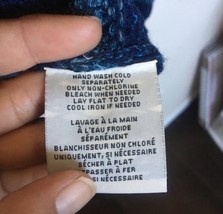 HAND WASH COLD
SEPARATELY
ONLY NON-CHLORINE
BLEACH WHEN NEEDED
LAY FLAT TO DRY
COOL IRON IF NEEDED
LAVAGE À LA MAIN
À L'EAU FROIDE
SÉPARÉMENT
BLANCHISSEUR NON CHLORÉ
UNIQUEMENT, SI NÉCESSAIRE
SÉCHER À PLAT
EPASSER À FER
SI NÉCESSAIRE